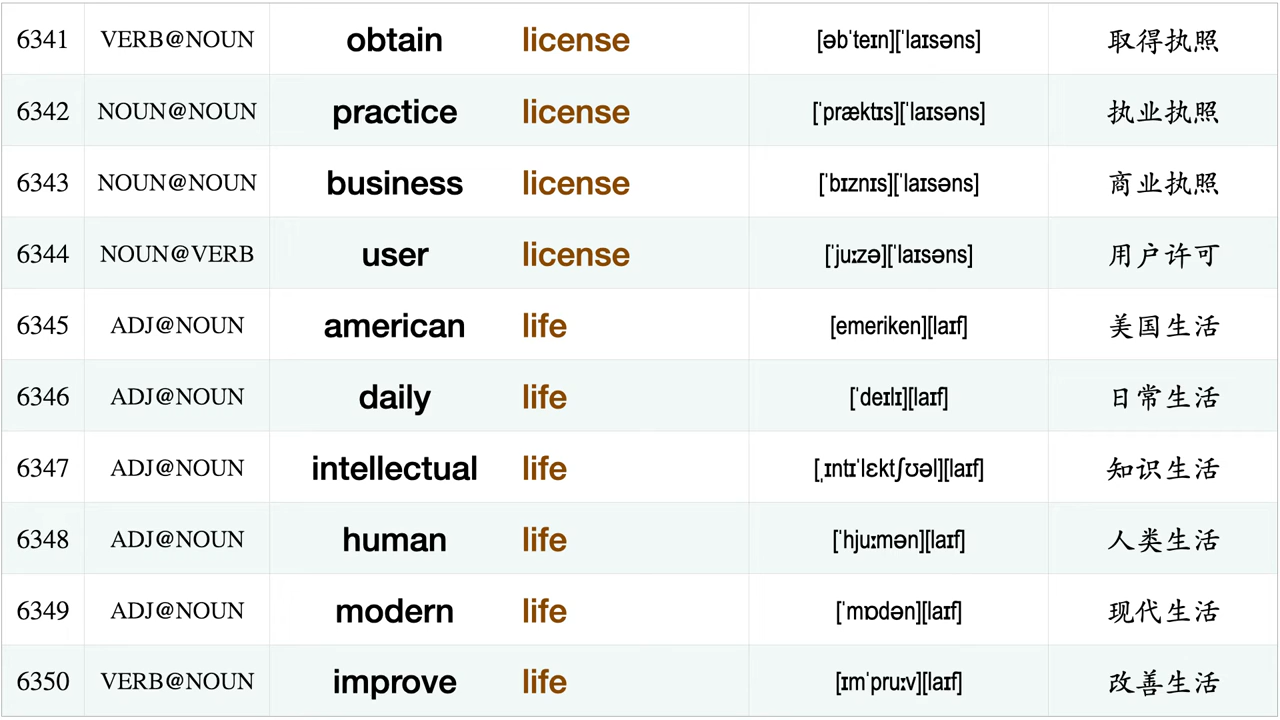 6341 VERB@NOUN obtain license [əbˈteɪn][ˈlaɪsəns] 取得执照
6342 NOUN@NOUN practice license [ˈpræktɪs][ˈlaɪsəns] 执业执照
6343 NOUN@NOUN business license [ˈbɪznɪs][ˈlaɪsəns] 商业执照
6344 NOUN@VERB user license [ˈjuːzə][ˈlaɪsəns] 用户许可
6345 ADJ@NOUN american life [emeriken][laɪf] 美国生活
6346 ADJ@NOUN daily life [ˈdeɪlɪ][laɪf] 日常生活
6347 ADJ@NOUN intellectual life [ˌɪntɪˈlɛktʃʊəl][laɪf] 知识生活
6348 ADJ@NOUN human life [ˈhjuːmən][laɪf] 人类生活
6349 ADJ@NOUN modern life [ˈmɒdən][laɪf] 现代生活
6350 VERB@NOUN improve life [ɪmˈpruːv][laɪf] 改善生活